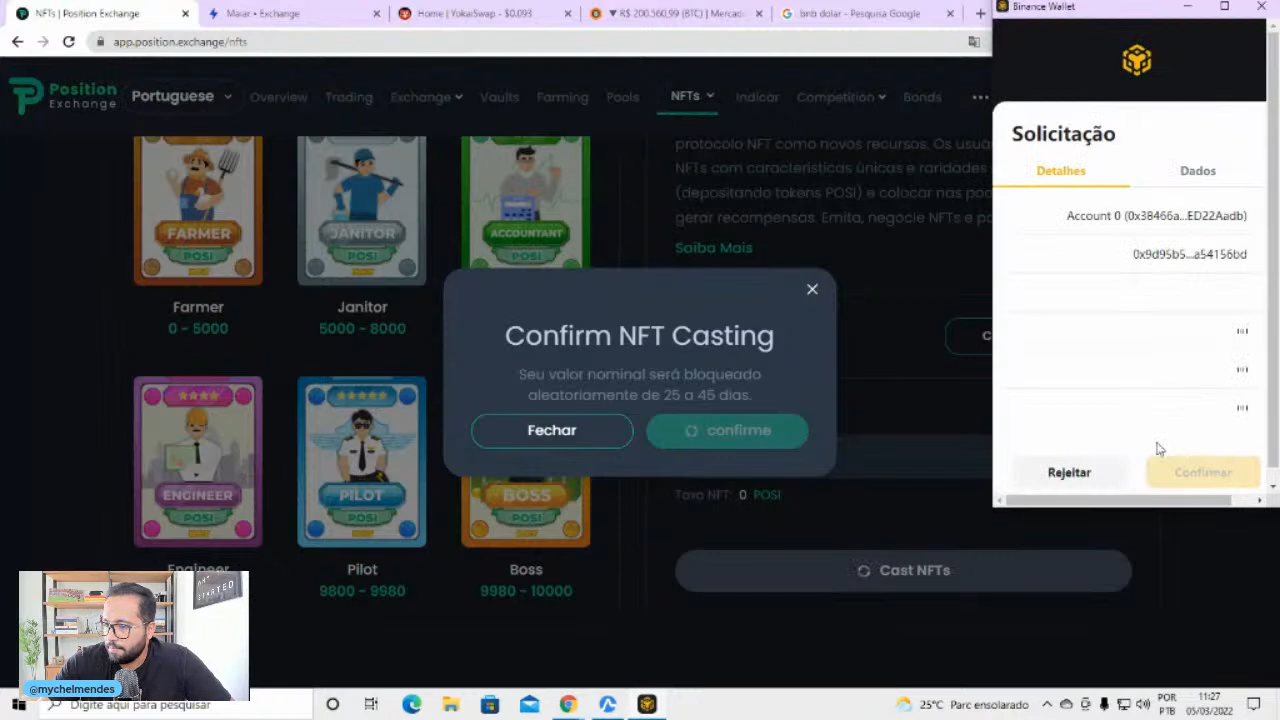 NFTs | Position Exchange
Maiar • Exchange
Home | YokaiSwap - $0.093
R$ 200.560,99 (BTC) | Mercad
bnb dolar - Pesquisa Google
Binance Wallet
app.position.exchange/nfts
Position
Exchange
Portuguese
Overview
Trading
Exchange
Vaults
Farming
Pools
NFTs
Indicar
Competition
Bonds
FARMER
POSI
JANITOR
POSI
ACCOUNTANT
POSI
Farmer
0 - 5000
Janitor
5000 - 8000
protocolo NFT como novos recursos. Os usuá
NFTs com características únicas e raridades
(depositando tokens POSI) e colocar nas poo
gerar recompensas. Emita, negocie NFTs e p
Saiba Mais
Confirm NFT Casting
Seu valor nominal será bloqueado
aleatoriamente de 25 a 45 dias.
Fechar
confirme
C
ENGINEER
POSI
PILOT
POSI
BOSS
POSI
Engineer
Pilot
9800 - 9980
Boss
9980 - 10000
Taxa NFT: 0 POSI
Cast NFTs
Solicitação
Detalhes
Dados
Account 0 (0x38466a...ED22Aadb)
0x9d95b5...a54156bd
Rejeitar
Confirmar
STARTED
@mychelmendes
Digite aqui para pesquisar
25°C Parc ensolarado
POR
PTB
11:27
05/03/2022